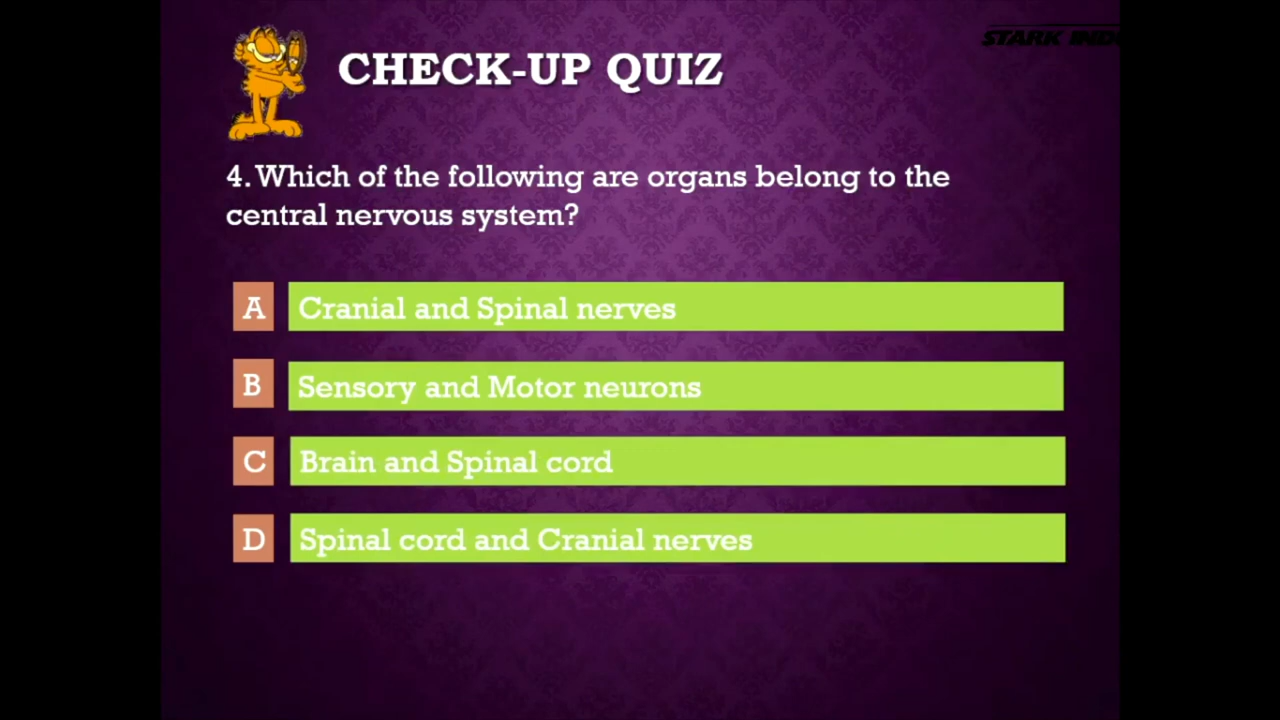 STARK
CHECK-UP QUIZ
4. Which of the following are organs belong to the
central nervous system?
A Cranial and Spinal nerves
B Sensory and Motor neurons
C Brain and Spinal cord
D Spinal cord and Cranial nerves